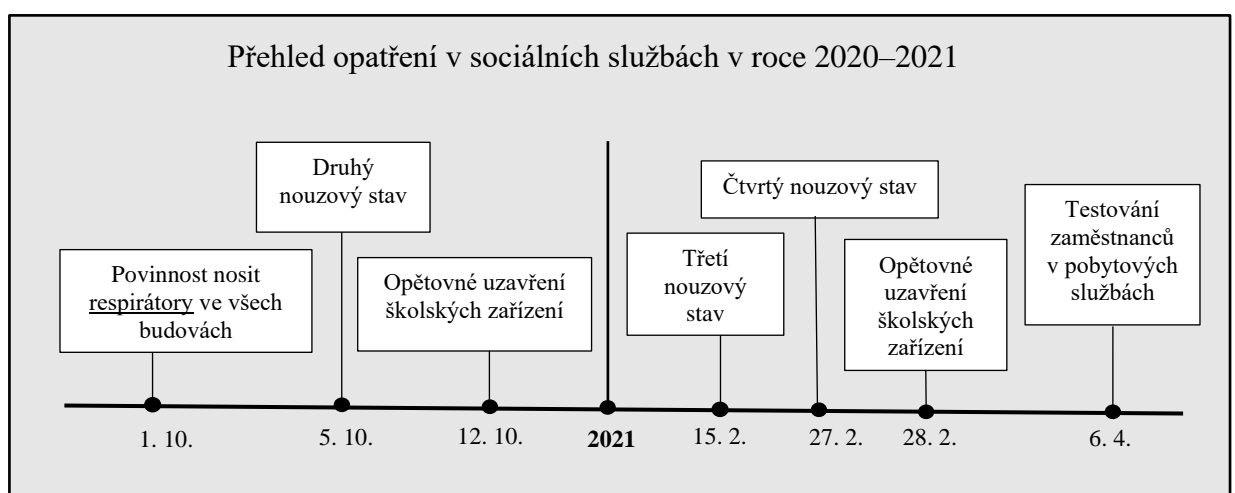 Přehled opatření v sociálních službách v roce 2020–2021
Povinnost nosit
respirátory ve všech
budovách
Druhý
nouzový stav
Opětovné uzavření
školských zařízení
Třetí
nouzový
stav
Čtvrtý nouzový stav
Opětovné
uzavření
školských
zařízení
Testování
zaměstnanců
v pobytových
službách
1. 10.
5. 10.
12. 10.
2021
15. 2.
27. 2.
28. 2.
6. 4.